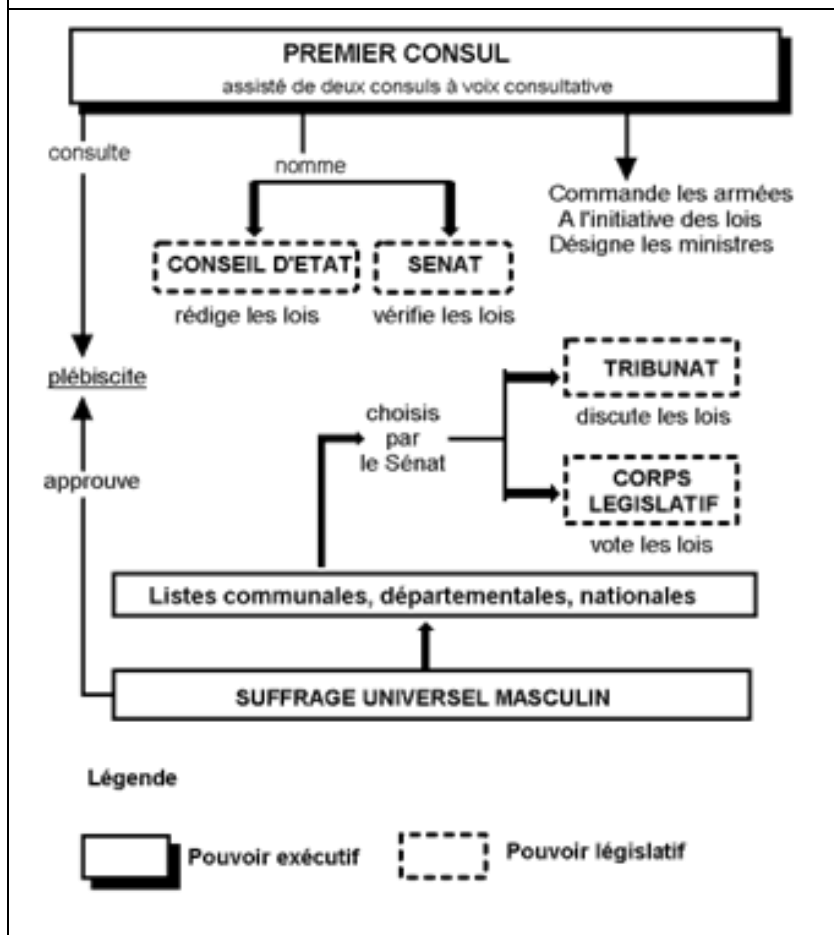 PREMIER CONSUL
assisté de deux consuls à voix consultative
consulte
nomme
Commande les armées
A l'initiative des lois
Désigne les ministres
CONSEIL D'ETAT
SENAT
rédige les lois
vérifie les lois
plébiscite
TRIBUNAT
discute les lois
choisis
par
le Sénat
approuve
CORPS
LEGISLATIF
vote les lois
Listes communales, départementales, nationales
SUFFRAGE UNIVERSEL MASCULIN
Légende
Pouvoir exécutif
Pouvoir législatif